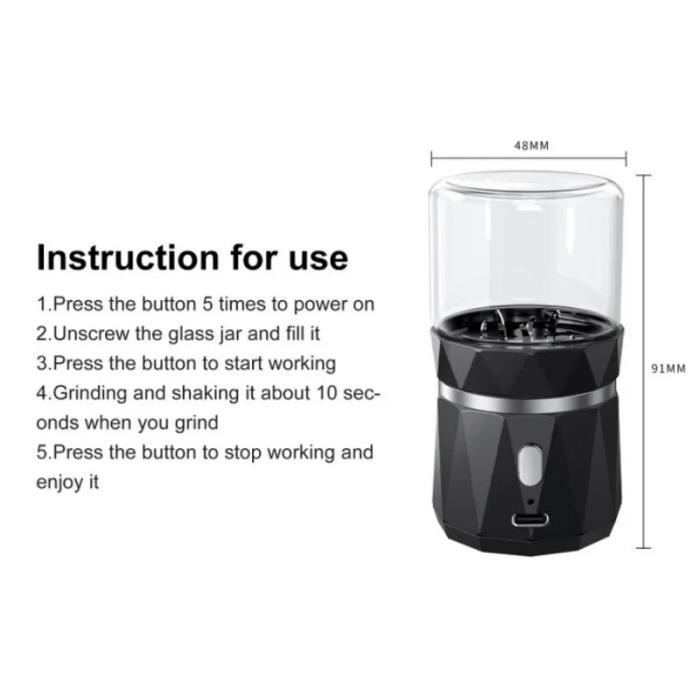 48MM
Instruction for use
1.Press the button 5 times to power on
2.Unscrew the glass jar and fill it
3.Press the button to start working
4.Grinding and shaking it about 10 sec-
onds when you grind
5.Press the button to stop working and
enjoy it
91MM